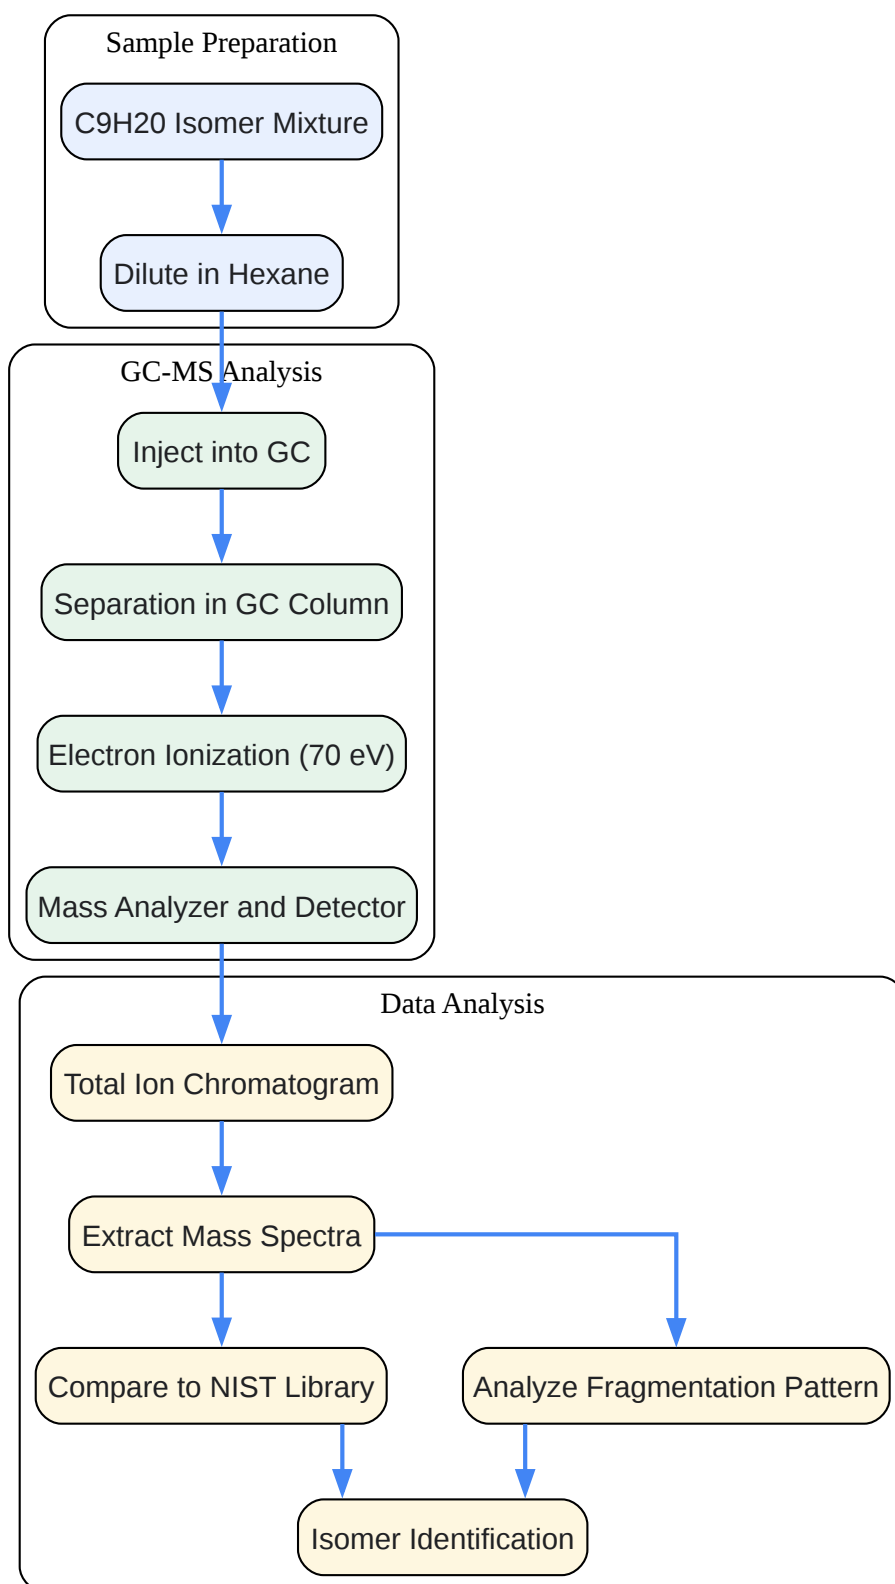 Sample Preparation
C9H20 Isomer Mixture
Dilute in Hexane
GC-MS Analysis
Inject into GC
Separation in GC Column
Electron Ionization (70 eV)
Mass Analyzer and Detector
Data Analysis
Total Ion Chromatogram
Extract Mass Spectra
Compare to NIST Library
Analyze Fragmentation Pattern
Isomer Identification